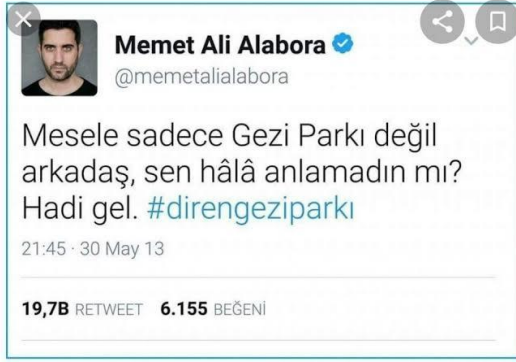 Memet Ali Alabora
@memetalialabora
Mesele sadece Gezi Parkı değil
arkadaş, sen hâlâ anlamadın mı?
Hadi gel. #direngeziparkı
21:45 · 30 May 13
19,7B RETWEET 6.155 BEĞENİ